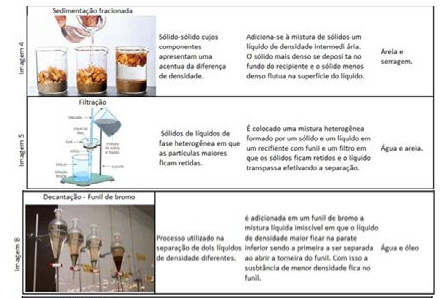 Sedimentação fracionada
Imagem 4
Sólido-sólido cujos
componentes
apresentam uma
acentua da diferença
de densidade.
Adiciona-se à mistura de sólidos um
líquido de densidade intermedi ária.
O sólido mais denso se deposi ta no
fundo do recipiente e o sólido menos
denso flutua na superfície do líquido.
Areia e
serragem.
Filtração
Imagem 5
Sólidos de líquidos de
fase heterogênea em que
as partículas maiores
ficam retidas.
É colocado uma mistura heterogênea
formado por um sólido e um líquido em
um recifiente com funil e um filtro em
que os sólidos ficam retidos e o líquido
transpassa efetivando a separação.
Água e areia.
Decantação - Funil de bromo
Imagem 8
Processo utilizado na
separação de dois líquidos
de densidade diferentes.
é adicionada em um funil de bromo a
mistura líquida imiscível em que o líquido
de densidade maior ficar na parate
inferior sendo a primeir a ser separada
ao abrir a torneira do funil. Com isso a
susbtância de menor densidade fica no
funil.
Água e óleo